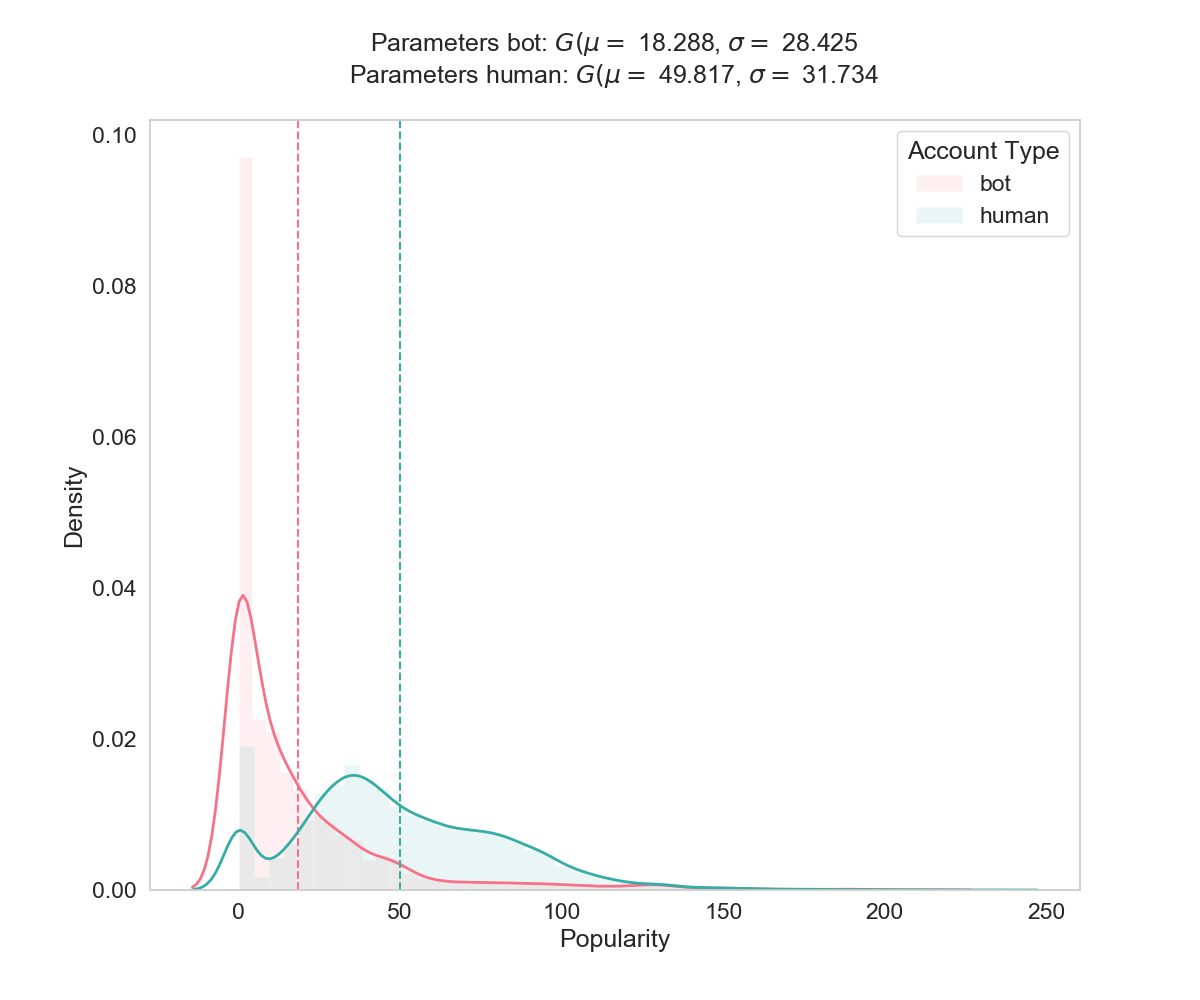 Parameters bot: G(μ = 18.288, σ = 28.425
Parameters human: G(μ = 49.817, σ = 31.734
Account Type
bot
human
0.10
0.08
0.06
0.04
0.02
0.00
Density
0 50 100 150 200 250
Popularity